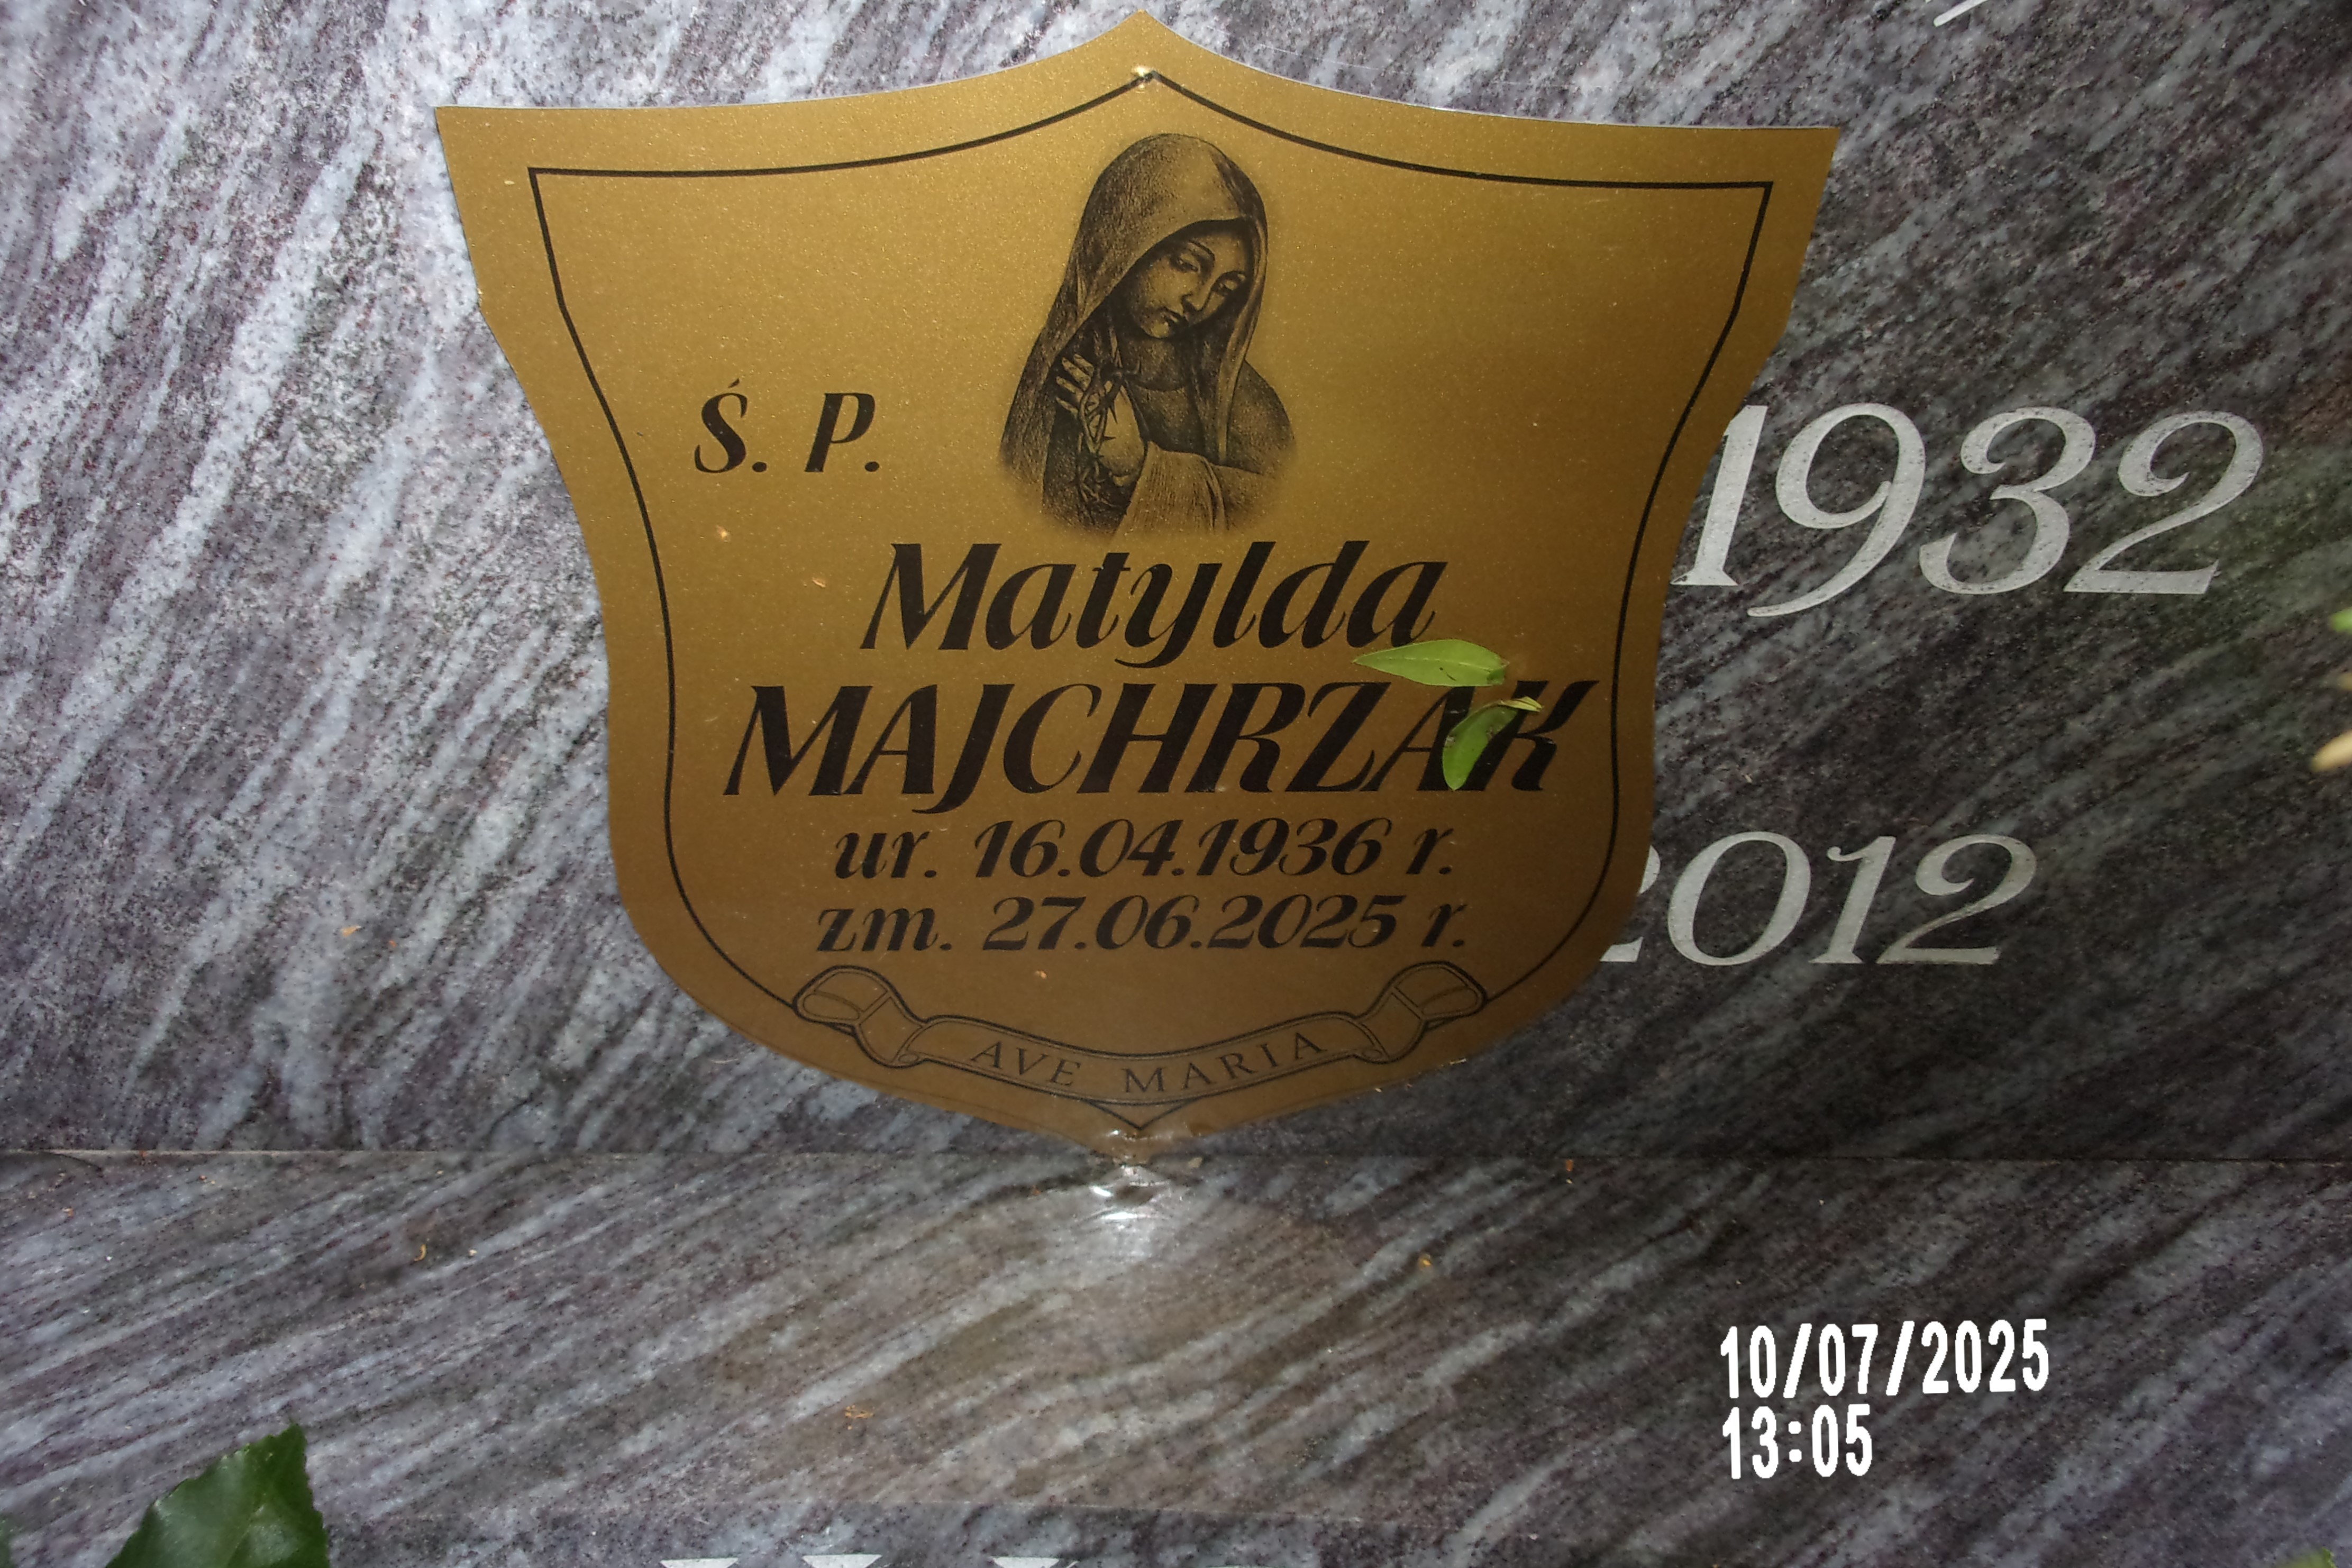 Ś. P.
Matylda
MAJCHRZAK
ur. 16.04.1936 r.
zm. 27.06.2025 r.
AVE MARIA
1932
2012
10/07/2025
13:05